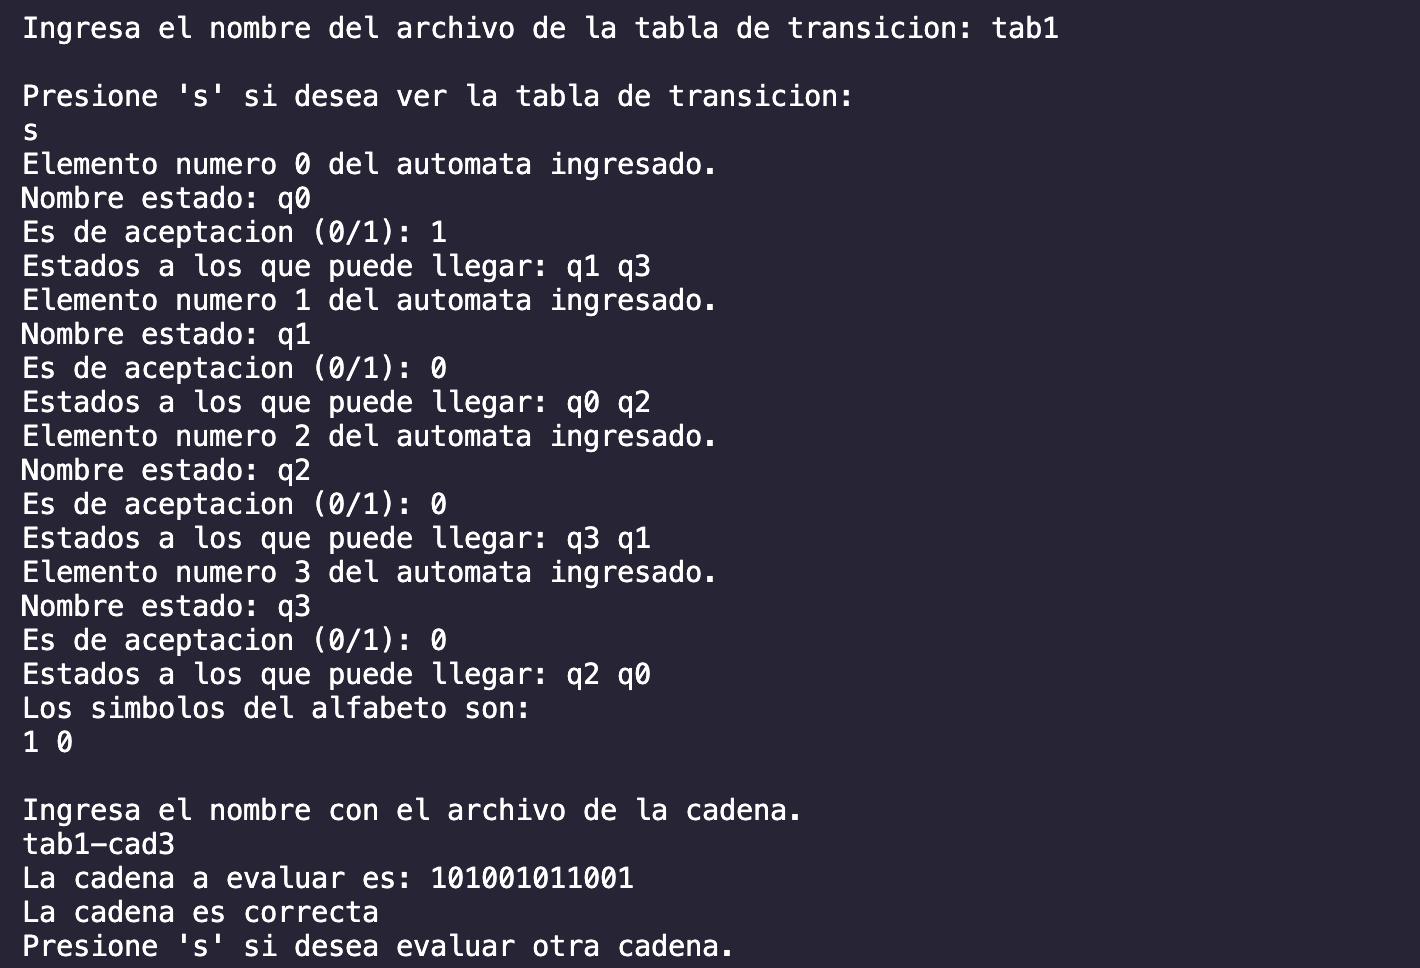 Ingresa el nombre del archivo de la tabla de transicion: tab1
Presione 's' si desea ver la tabla de transicion:
s
Elemento numero 0 del automata ingresado.
Nombre estado: q0
Es de aceptacion (0/1): 1
Estados a los que puede llegar: q1 q3
Elemento numero 1 del automata ingresado.
Nombre estado: q1
Es de aceptacion (0/1): 0
Estados a los que puede llegar: q0 q2
Elemento numero 2 del automata ingresado.
Nombre estado: q2
Es de aceptacion (0/1): 0
Estados a los que puede llegar: q3 q1
Elemento numero 3 del automata ingresado.
Nombre estado: q3
Es de aceptacion (0/1): 0
Estados a los que puede llegar: q2 q0
Los simbolos del alfabeto son:
1 0
Ingresa el nombre con el archivo de la cadena.
tab1-cad3
La cadena a evaluar es: 101001011001
La cadena es correcta
Presione 's' si desea evaluar otra cadena.